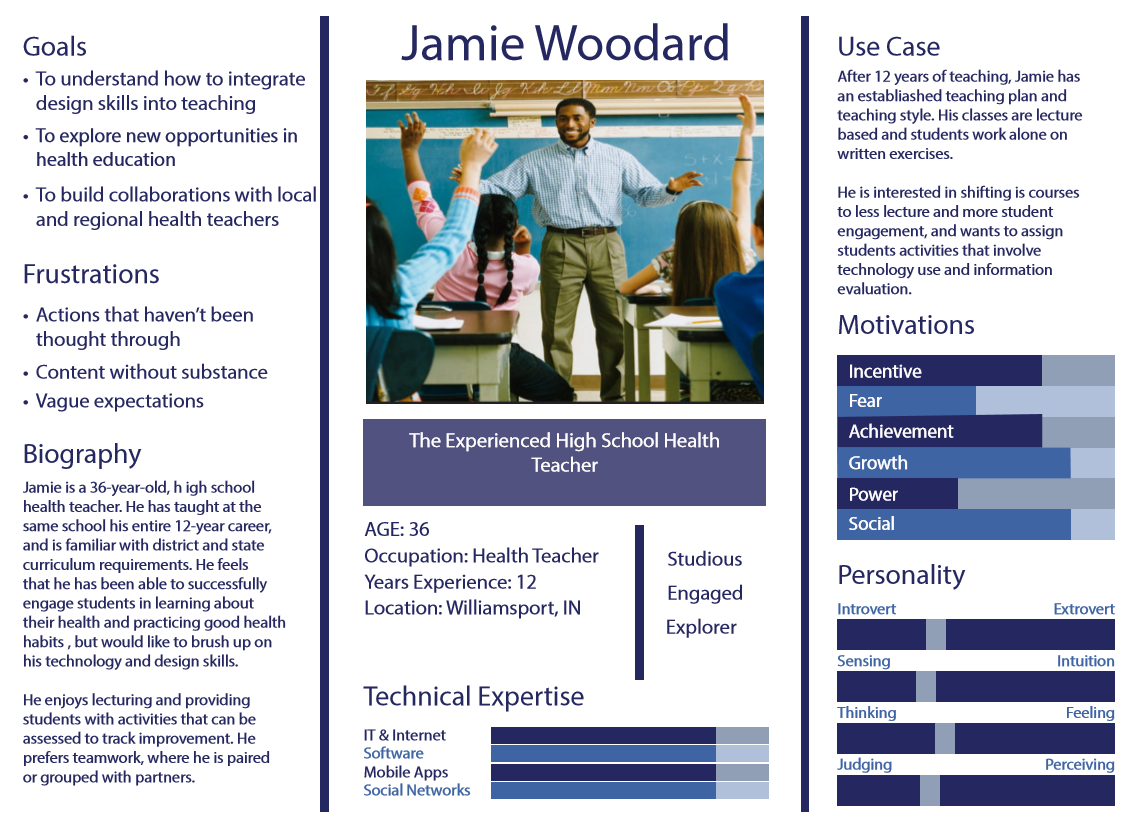 Goals
• To understand how to integrate
design skills into teaching
• To explore new opportunities in
health education
• To build collaborations with local
and regional health teachers
Frustrations
• Actions that haven’t been
thought through
• Content without substance
• Vague expectations
Biography
Jamie is a 36-year-old, h igh school
health teacher. He has taught at the
same school his entire 12-year career,
and is familiar with district and state
curriculum requirements. He feels
that he has been able to successfully
engage students in learning about
their health and practicing good health
habits , but would like to brush up on
his technology and design skills.
He enjoys lecturing and providing
students with activities that can be
assessed to track improvement. He
prefers teamwork, where he is paired
or grouped with partners.
Jamie Woodard
The Experienced High School Health
Teacher
AGE: 36
Occupation: Health Teacher
Years Experience: 12
Location: Williamsport, IN
Studious
Engaged
Explorer
Technical Expertise
IT & Internet
Software
Mobile Apps
Social Networks
Use Case
After 12 years of teaching, Jamie has
an establiashed teaching plan and
teaching style. His classes are lecture
based and students work alone on
written exercises.
He is interested in shifting is courses
to less lecture and more student
engagement, and wants to assign
students activities that involve
technology use and information
evaluation.
Motivations
Incentive
Fear
Achievement
Growth
Power
Social
Personality
Introvert Extrovert
Sensing Intuition
Thinking Feeling
Judging Perceiving